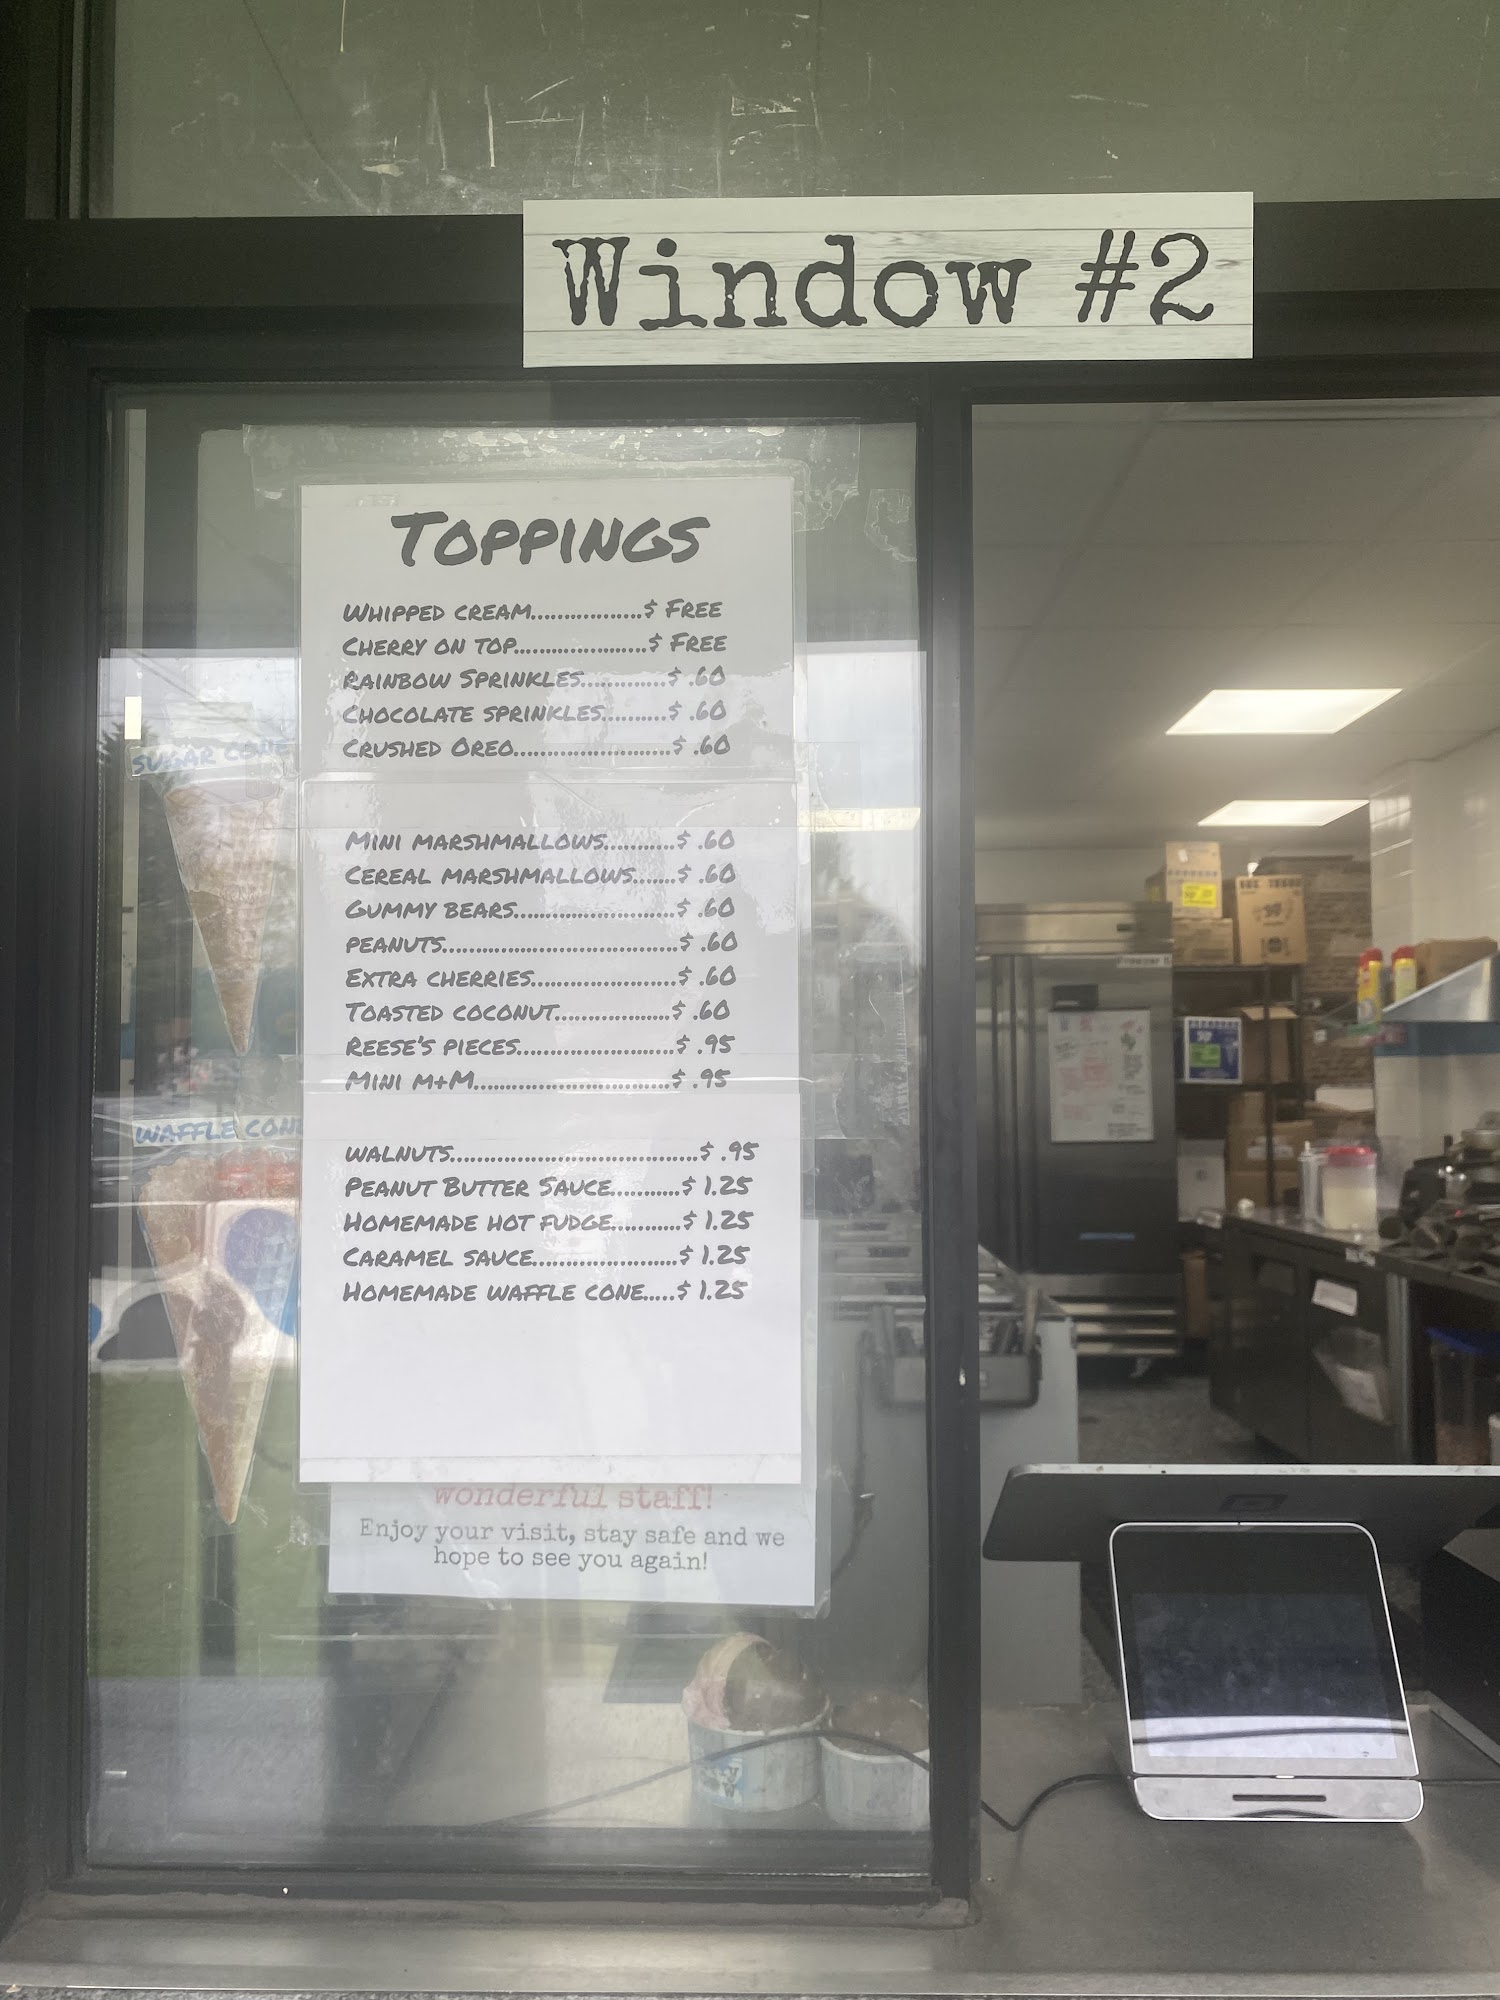 Window #2
TOPPINGS
WHIPPED CREAM.................$ FREE
CHERRY ON TOP....................$ FREE
RAINBOW SPRINKLES.............$ .60
CHOCOLATE SPRINKLES..........$ .60
CRUSHED OREO........................$ .60
MINI MARSHMALLOWS...........$ .60
CEREAL MARSHMALLOWS.......$ .60
GUMMY BEARS.........................$ .60
PEANUTS........................................$ .60
EXTRA CHERRIES......................$ .60
TOASTED COCONUT..................$ .60
REESE'S PIECES........................$ .95
MINI M+M..............................$ .95
WALNUTS.....................................$ .95
PEANUT BUTTER SAUCE...........$ 1.25
HOMEMADE HOT FUDGE...........$ 1.25
CARAMEL SAUCE......................$ 1.25
HOMEMADE WAFFLE CONE.....$ 1.25
wonderful staff!
Enjoy your visit, stay safe and we
hope to see you again!
SUGAR CONE
WAFFLE CONE